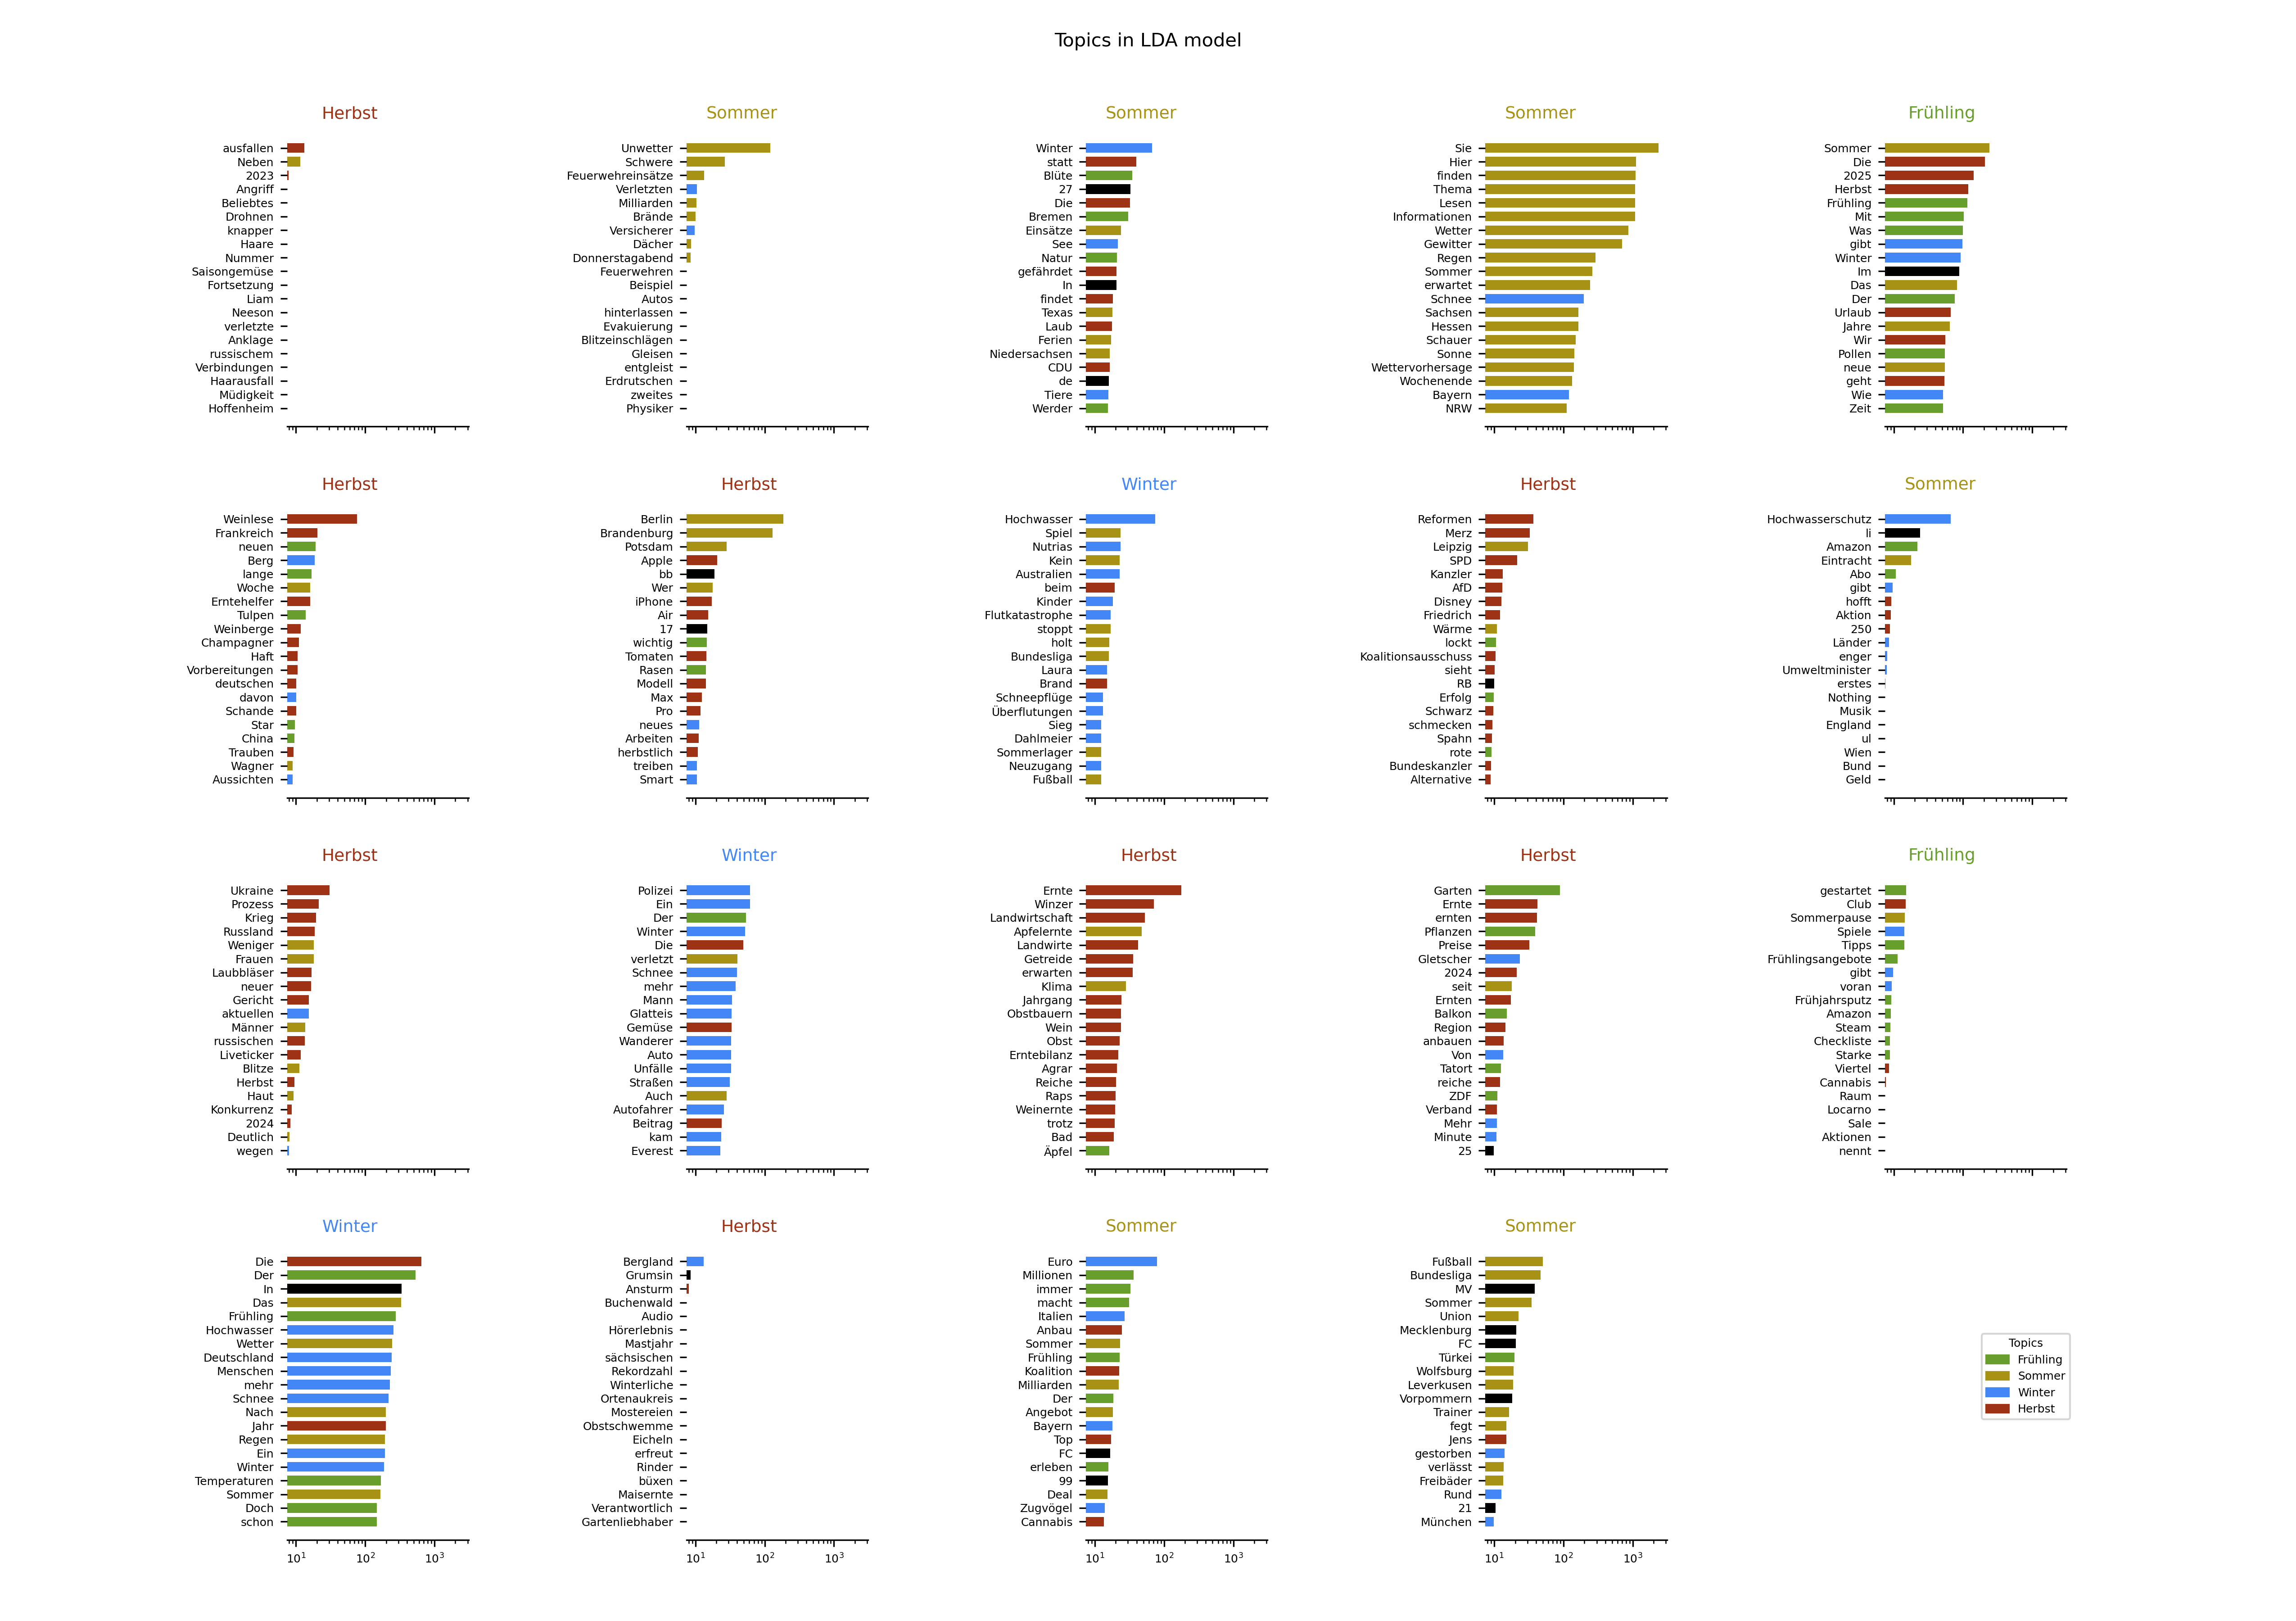 Topics in LDA model
Herbst
ausfallen
Neben
2023
Angriff
Beliebtes
Drohnen
knapper
Haare
Nummer
Saisongemüse
Fortsetzung
Liam
Neeson
verletzte
Anklage
russischem
Verbindungen
Haarausfall
Müdigkeit
Hoffenheim
Sommer
Unwetter
Schwere
Feuerwehreinsätze
Verletzten
Milliarden
Brände
Versicherer
Dächer
Donnerstagabend
Feuerwehren
Beispiel
Autos
hinterlassen
Evakuierung
Blitzeinschlägen
Gleisen
entgleist
Erdrutschen
zweites
Physiker
Sommer
Winter
statt
Blüte
27
Die
Bremen
Einsätze
See
Natur
gefährdet
In
findet
Texas
Laub
Ferien
Niedersachsen
CDU
de
Tiere
Werder
Sommer
Sie
Hier
finden
Thema
Lesen
Informationen
Wetter
Gewitter
Regen
Sommer
erwartet
Schnee
Sachsen
Hessen
Schauer
Sonne
Wettervorhersage
Wochenende
Bayern
NRW
Frühling
Sommer
Die
2025
Herbst
Frühling
Mit
Was
gibt
Winter
Im
Das
Der
Urlaub
Jahre
Wir
Pollen
neue
geht
Wie
Zeit
Herbst
Weinlese
Frankreich
neuen
Berg
lange
Woche
Erntehelfer
Tulpen
Weinberge
Champagner
Haft
Vorbereitungen
deutschen
davon
Schande
Star
China
Trauben
Wagner
Aussichten
Herbst
Berlin
Brandenburg
Potsdam
Apple
bb
Wer
iPhone
Air
17
wichtig
Tomaten
Rasen
Modell
Max
Pro
neues
Arbeiten
herbstlich
treiben
Smart
Winter
Hochwasser
Spiel
Nutrias
Kein
Australien
beim
Kinder
Flutkatastrophe
stoppt
holt
Bundesliga
Laura
Brand
Schneepflüge
Überflutungen
Sieg
Dahlmeier
Sommerlager
Neuzugang
Fußball
Herbst
Reformen
Merz
Leipzig
SPD
Kanzler
AfD
Disney
Friedrich
Wärme
lockt
Koalitionsausschuss
sieht
RB
Erfolg
Schwarz
schmecken
Spahn
rote
Bundeskanzler
Alternative
Sommer
Hochwasserschutz
li
Amazon
Eintracht
Abo
gibt
hofft
Aktion
250
Länder
enger
Umweltminister
erstes
Nothing
Musik
England
ul
Wien
Bund
Geld
Herbst
Ukraine
Prozess
Krieg
Russland
Weniger
Frauen
Laubbläser
neuer
Gericht
aktuellen
Männer
russischen
Liveticker
Blitze
Herbst
Haut
Konkurrenz
2024
Deutlich
wegen
Winter
Polizei
Ein
Der
Winter
Die
verletzt
Schnee
mehr
Mann
Glatteis
Gemüse
Wanderer
Auto
Unfälle
Straßen
Auch
Autofahrer
Beitrag
kam
Everest
Herbst
Ernte
Winzer
Landwirtschaft
Apfelernte
Landwirte
Getreide
erwarten
Klima
Jahrgang
Obstbauern
Wein
Obst
Erntebilanz
Agrar
Reiche
Raps
Weinernte
trotz
Bad
Äpfel
Herbst
Garten
Ernte
ernten
Pflanzen
Preise
Gletscher
2024
seit
Ernten
Balkon
Region
anbauen
Von
Tatort
reiche
ZDF
Verband
Mehr
Minute
25
Frühling
gestartet
Club
Sommerpause
Spiele
Tipps
Frühlingsangebote
gibt
voran
Frühjahrsputz
Amazon
Steam
Checkliste
Starke
Viertel
Cannabis
Raum
Locarno
Sale
Aktionen
nennt
Winter
Die
Der
In
Das
Frühling
Hochwasser
Wetter
Deutschland
Menschen
mehr
Schnee
Nach
Jahr
Regen
Ein
Winter
Temperaturen
Sommer
Doch
schon
10¹ 10² 10³
Herbst
Bergland
Grumsin
Ansturm
Buchenwald
Audio
Hörerlebnis
Mastjahr
sächsischen
Rekordzahl
Winterliche
Ortenaukreis
Mostereien
Obstschwemme
Eicheln
erfreut
Rinder
büxen
Maisernte
Verantwortlich
Gartenliebhaber
10¹ 10² 10³
Sommer
Euro
Millionen
immer
macht
Italien
Anbau
Sommer
Frühling
Koalition
Milliarden
Der
Angebot
Bayern
Top
FC
erleben
99
Deal
Zugvögel
Cannabis
10¹ 10² 10³
Sommer
Fußball
Bundesliga
MV
Sommer
Union
Mecklenburg
FC
Türkei
Wolfsburg
Leverkusen
Vorpommern
Trainer
fegt
Jens
gestorben
verlässt
Freibäder
Rund
21
München
10¹ 10² 10³
Topics
Frühling
Sommer
Winter
Herbst